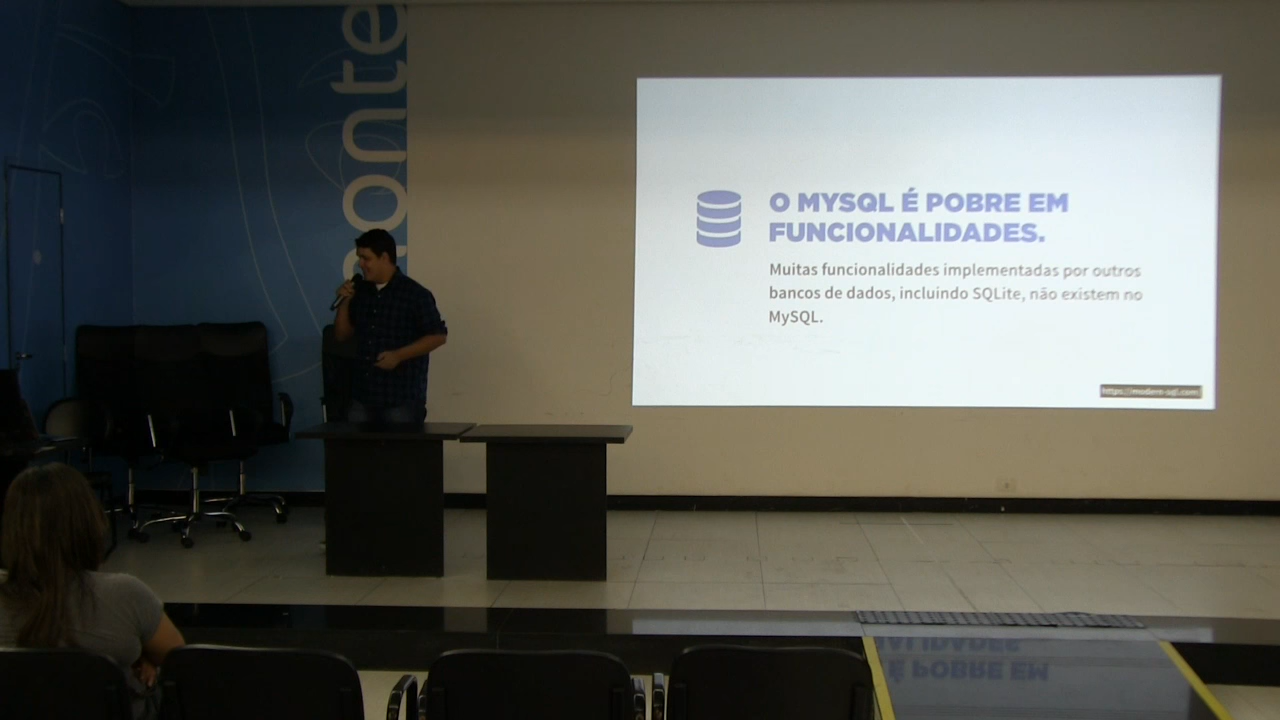 onte
O MYSQL É POBRE EM
FUNCIONALIDADES.
Muitas funcionalidades implementadas por outros
bancos de dados, incluindo SQLite, não existem no
MySQL.
https://modern-sql.com